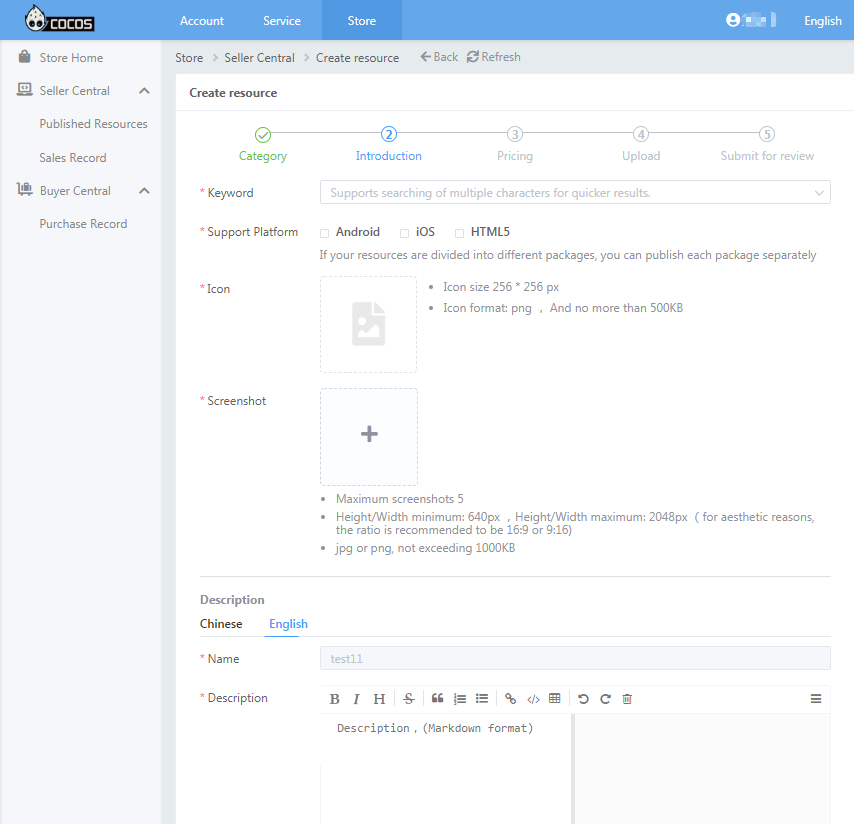 COCOS
Account Service Store English
Store Home
Seller Central
Published Resources
Sales Record
Buyer Central
Purchase Record
Store > Seller Central > Create resource Back Refresh
Create resource
2 3 4 5
Category Introduction Pricing Upload Submit for review
* Keyword Supports searching of multiple characters for quicker results.
* Support Platform Android iOS HTML5
If your resources are divided into different packages, you can publish each package separately
* Icon
• Icon size 256 * 256 px
• Icon format: png ， And no more than 500KB
* Screenshot
• Maximum screenshots 5
• Height/Width minimum: 640px ，Height/Width maximum: 2048px （ for aesthetic reasons,
the ratio is recommended to be 16:9 or 9:16)
• jpg or png, not exceeding 1000KB
Description
Chinese English
* Name test11
* Description B I H S
Description，(Markdown format)